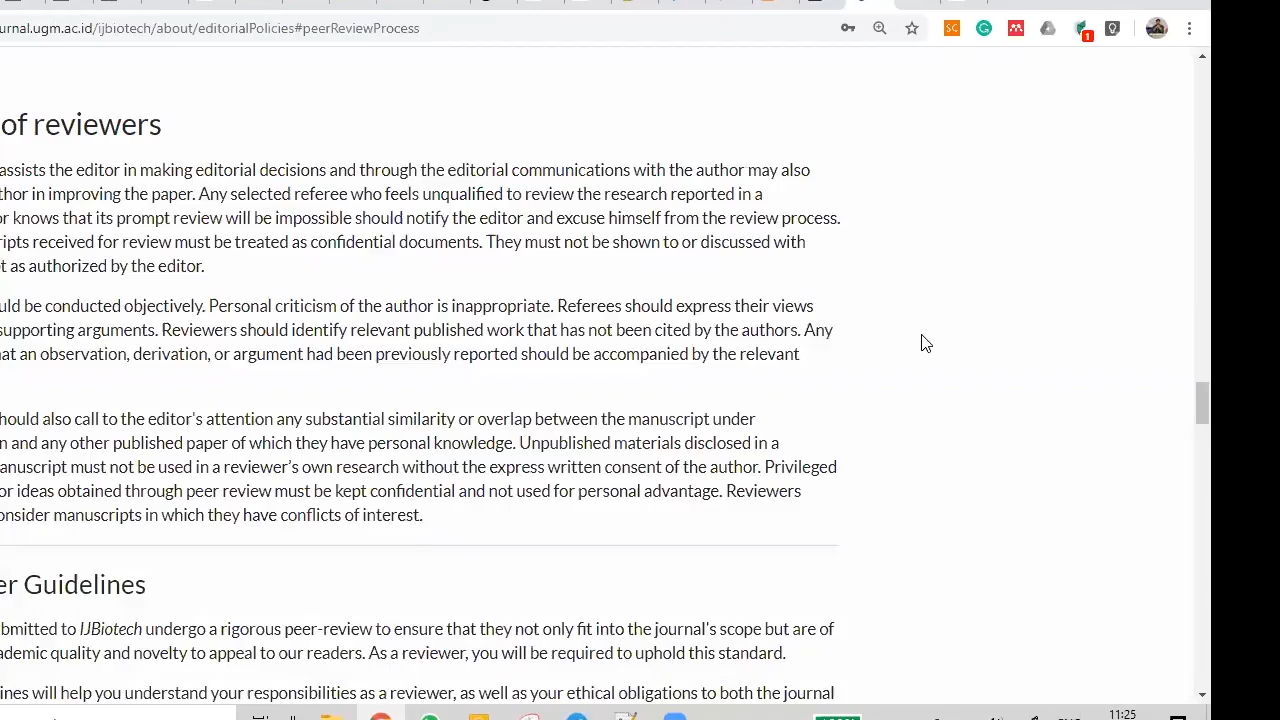 urnal.ugm.ac.id/ijbiotech/about/editorialPolicies#peerReviewProcess
SC
1
of reviewers
assists the editor in making editorial decisions and through the editorial communications with the author may also
thor in improving the paper. Any selected referee who feels unqualified to review the research reported in a
or knows that its prompt review will be impossible should notify the editor and excuse himself from the review process.
ripts received for review must be treated as confidential documents. They must not be shown to or discussed with
t as authorized by the editor.
uld be conducted objectively. Personal criticism of the author is inappropriate. Referees should express their views
supporting arguments. Reviewers should identify relevant published work that has not been cited by the authors. Any
at an observation, derivation, or argument had been previously reported should be accompanied by the relevant
hould also call to the editor's attention any substantial similarity or overlap between the manuscript under
n and any other published paper of which they have personal knowledge. Unpublished materials disclosed in a
anuscript must not be used in a reviewer’s own research without the express written consent of the author. Privileged
or ideas obtained through peer review must be kept confidential and not used for personal advantage. Reviewers
onsider manuscripts in which they have conflicts of interest.
er Guidelines
bmitted to IJBiotech undergo a rigorous peer-review to ensure that they not only fit into the journal's scope but are of
ademic quality and novelty to appeal to our readers. As a reviewer, you will be required to uphold this standard.
ines will help you understand your responsibilities as a reviewer, as well as your ethical obligations to both the journal
11:25